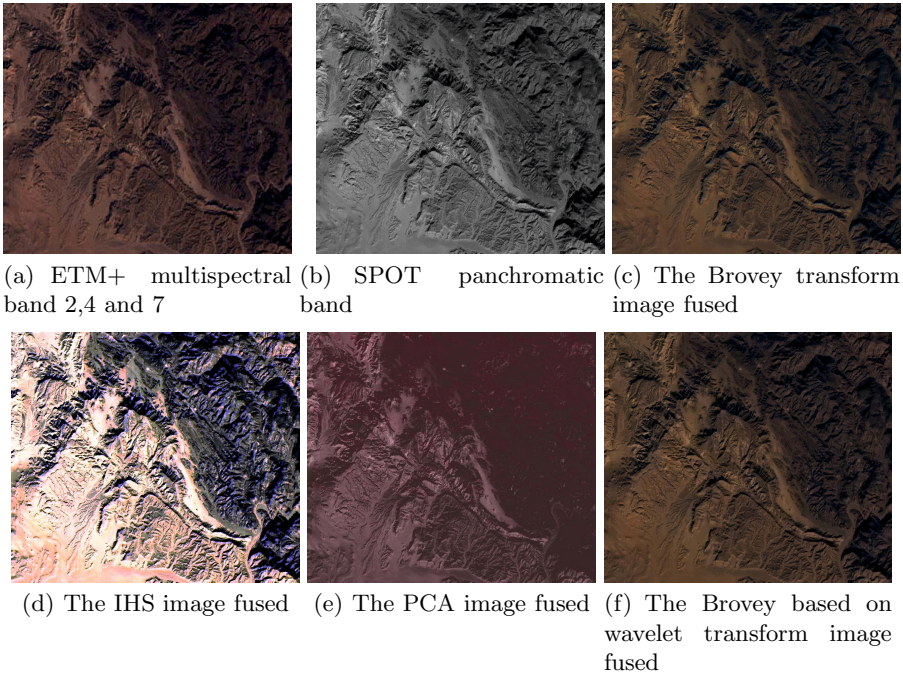 (a) ETM+ multispectral band 2,4 and 7
(b) SPOT panchromatic band
(c) The Brovey transform image fused
(d) The IHS image fused
(e) The PCA image fused
(f) The Brovey based on wavelet transform image fused